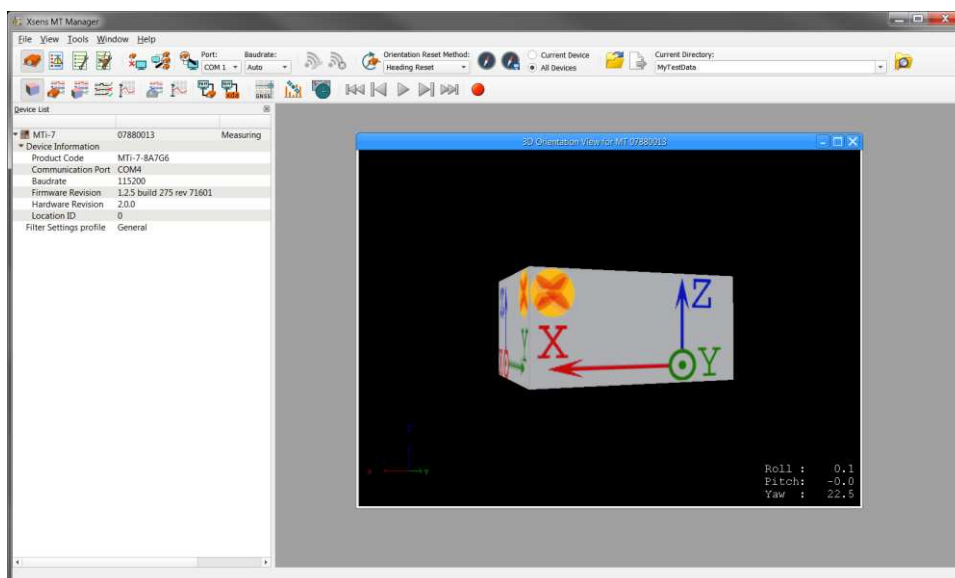 Xsens MT Manager
File View Tools Window Help
Port: Baudrate: Orientation Reset Method: Current Device Current Directory:
COM 1 Auto Heading Reset All Devices MyTestData
GNSS
Device List
MTi-7 07880013 Measuring
Device Information
Product Code MTi-7-8A7G6
Communication Port COM4
Baudrate 115200
Firmware Revision 1.2.5 build 275 rev 71601
Hardware Revision 2.0.0
Location ID 0
Filter Settings profile General
3D Orientation View for MT 07880013
Z
Y
X
Y
Roll : 0.1
Pitch: -0.0
Yaw : 22.5